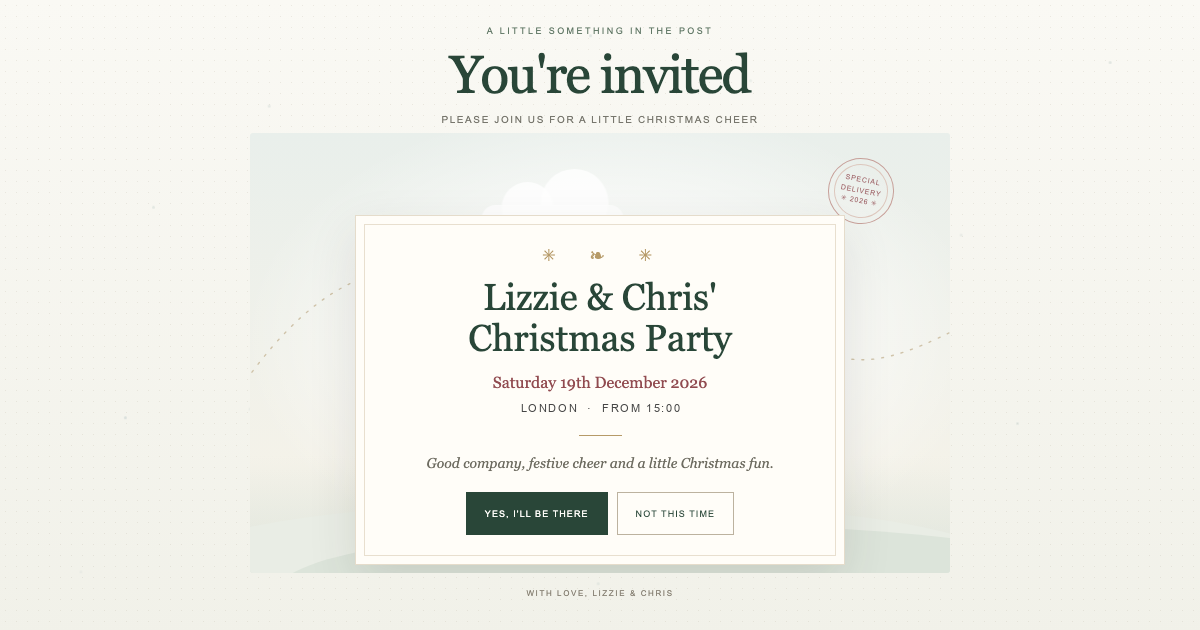 A LITTLE SOMETHING IN THE POST
You're invited
PLEASE JOIN US FOR A LITTLE CHRISTMAS CHEER
SPECIAL
DELIVERY
✳ 2026 ✳
✳ ❧ ✳
Lizzie & Chris'
Christmas Party
Saturday 19th December 2026
LONDON · FROM 15:00
Good company, festive cheer and a little Christmas fun.
YES, I'LL BE THERE
NOT THIS TIME
WITH LOVE, LIZZIE & CHRIS